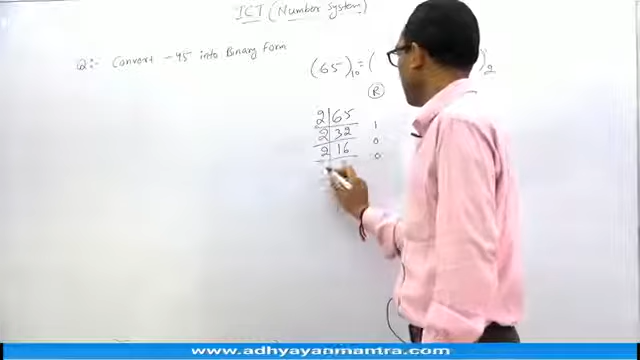 ICT (Number System)
Q:- Convert -45 into Binary form
(65)₁₀ = ( )₂
R
2 65
2 32 1
2 16 0
0
www.adhyayanmantra.com